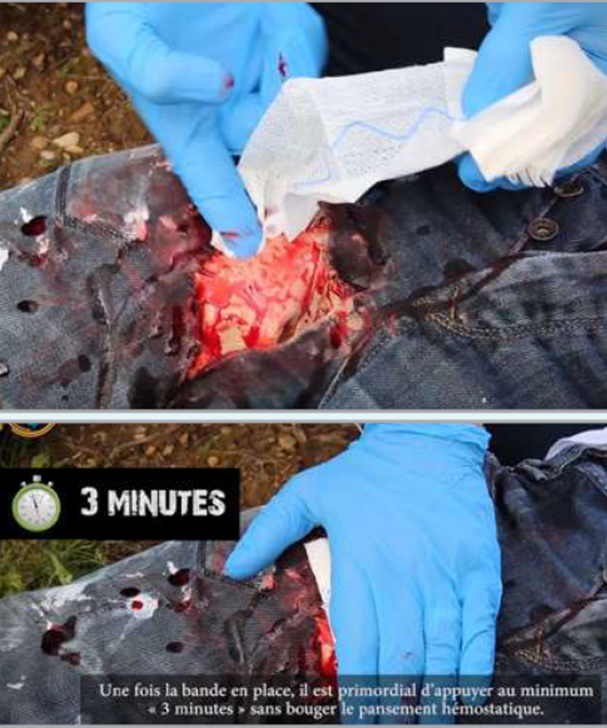 3 MINUTES
Une fois la bande en place, il est primordial d'appuyer au minimum
« 3 minutes » sans bouger le pansement hémostatique.